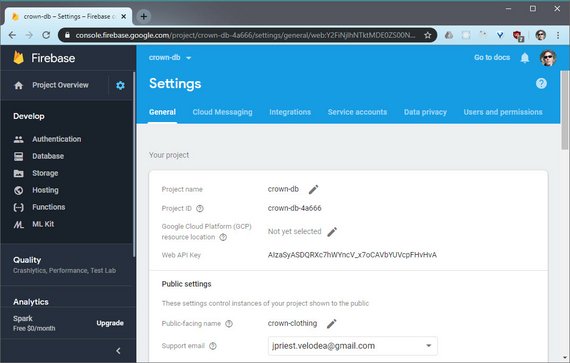 crown-db – Settings – Firebase c
console.firebase.google.com/project/crown-db-4a666/settings/general/web:Y2FiNjlhNTktMDE0ZS00N...
Firebase
crown-db
Go to docs
Project Overview
Settings
General
Cloud Messaging
Integrations
Service accounts
Data privacy
Users and permissions
Develop
Authentication
Database
Storage
Hosting
Functions
ML Kit
Quality
Crashlytics, Performance, Test Lab
Analytics
Spark
Free $0/month
Upgrade
Your project
Project name
crown-db
Project ID
crown-db-4a666
Google Cloud Platform (GCP)
resource location
Not yet selected
Web API Key
AIzaSyASDQRXc7hWYncV_x7oCAVbYUVcpFHvHvA
Public settings
These settings control instances of your project shown to the public
Public-facing name
crown-clothing
Support email
jpriest.velodea@gmail.com